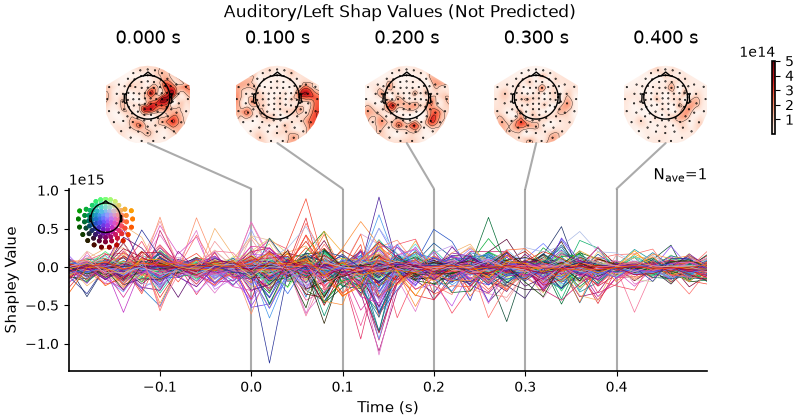 Auditory/Left Shap Values (Not Predicted)
0.000 s 0.100 s 0.200 s 0.300 s 0.400 s
1e14
5
4
3
2
1
Nave=1
1e15
1.0
0.5
0.0
−0.5
−1.0
Shapley Value
−0.1 0.0 0.1 0.2 0.3 0.4
Time (s)